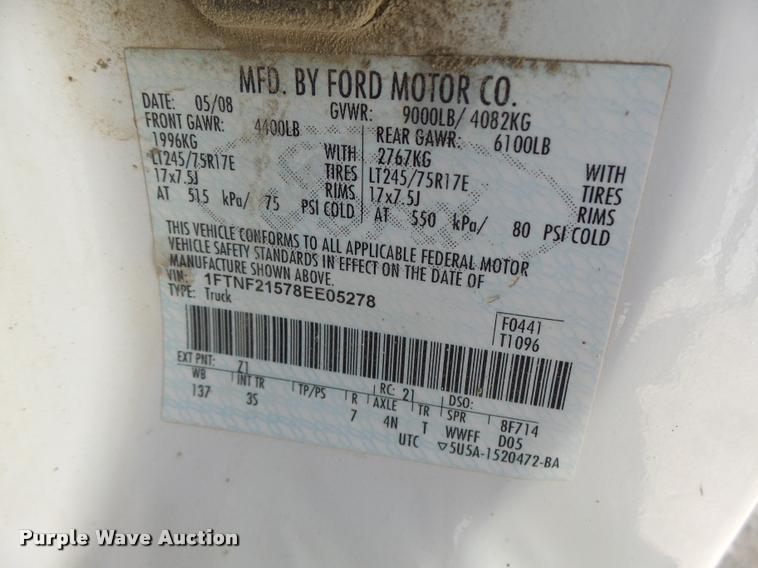 MFD. BY FORD MOTOR CO.
DATE: 05/08 GVWR: 9000LB/ 4082KG
FRONT GAWR: 4400LB REAR GAWR: 6100LB
1996KG WITH 2767KG WITH
LT245/75R17E TIRES LT245/75R17E TIRES
17x7.5J RIMS 17x7.5J RIMS
AT 515 kPa/ 75 PSI COLD AT 550 kPa/ 80 PSI COLD
THIS VEHICLE CONFORMS TO ALL APPLICABLE FEDERAL MOTOR
VEHICLE SAFETY STANDARDS IN EFFECT ON THE DATE OF
MANUFACTURE SHOWN ABOVE.
VIN: 1FTNF21578EE05278
TYPE: Truck
F0441
T1096
EXT PNT: Z1 RC: 21 DSO:
WB INT TR TP/PS R AXLE TR SPR 8F714
137 3S 7 4N T WWFF D05
UTC ▽5U5A-1520472-BA
Purple Wave Auction